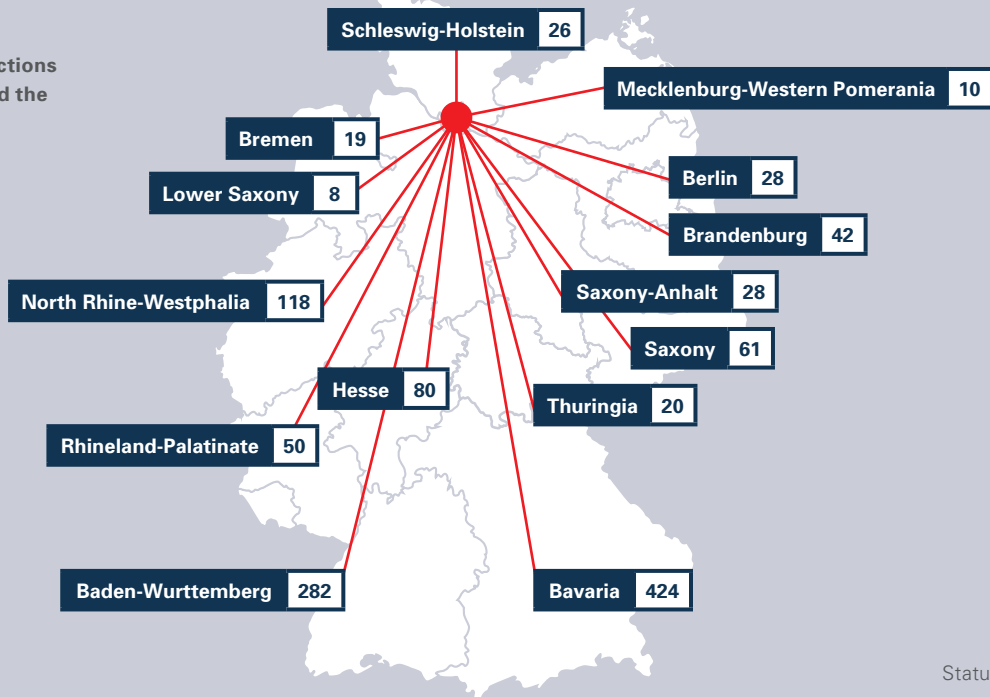 Schleswig-Holstein 26
d the
Mecklenburg-Western Pomerania 10
Bremen 19
Berlin 28
Lower Saxony 8
Brandenburg 42
Saxony-Anhalt 28
North Rhine-Westphalia 118
Saxony 61
Hesse 80
Thuringia 20
Rhineland-Palatinate 50
Baden-Wurttemberg 282
Bavaria 424